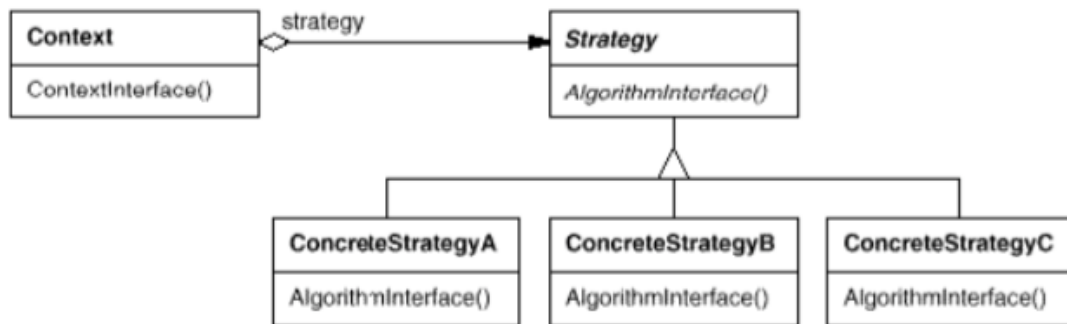 strategy
Context
Strategy
ContextInterface()
AlgorithmInterface()
ConcreteStrategyA
ConcreteStrategyB
ConcreteStrategyC
AlgorithmInterface()
AlgorithmInterface()
AlgorithmInterface()